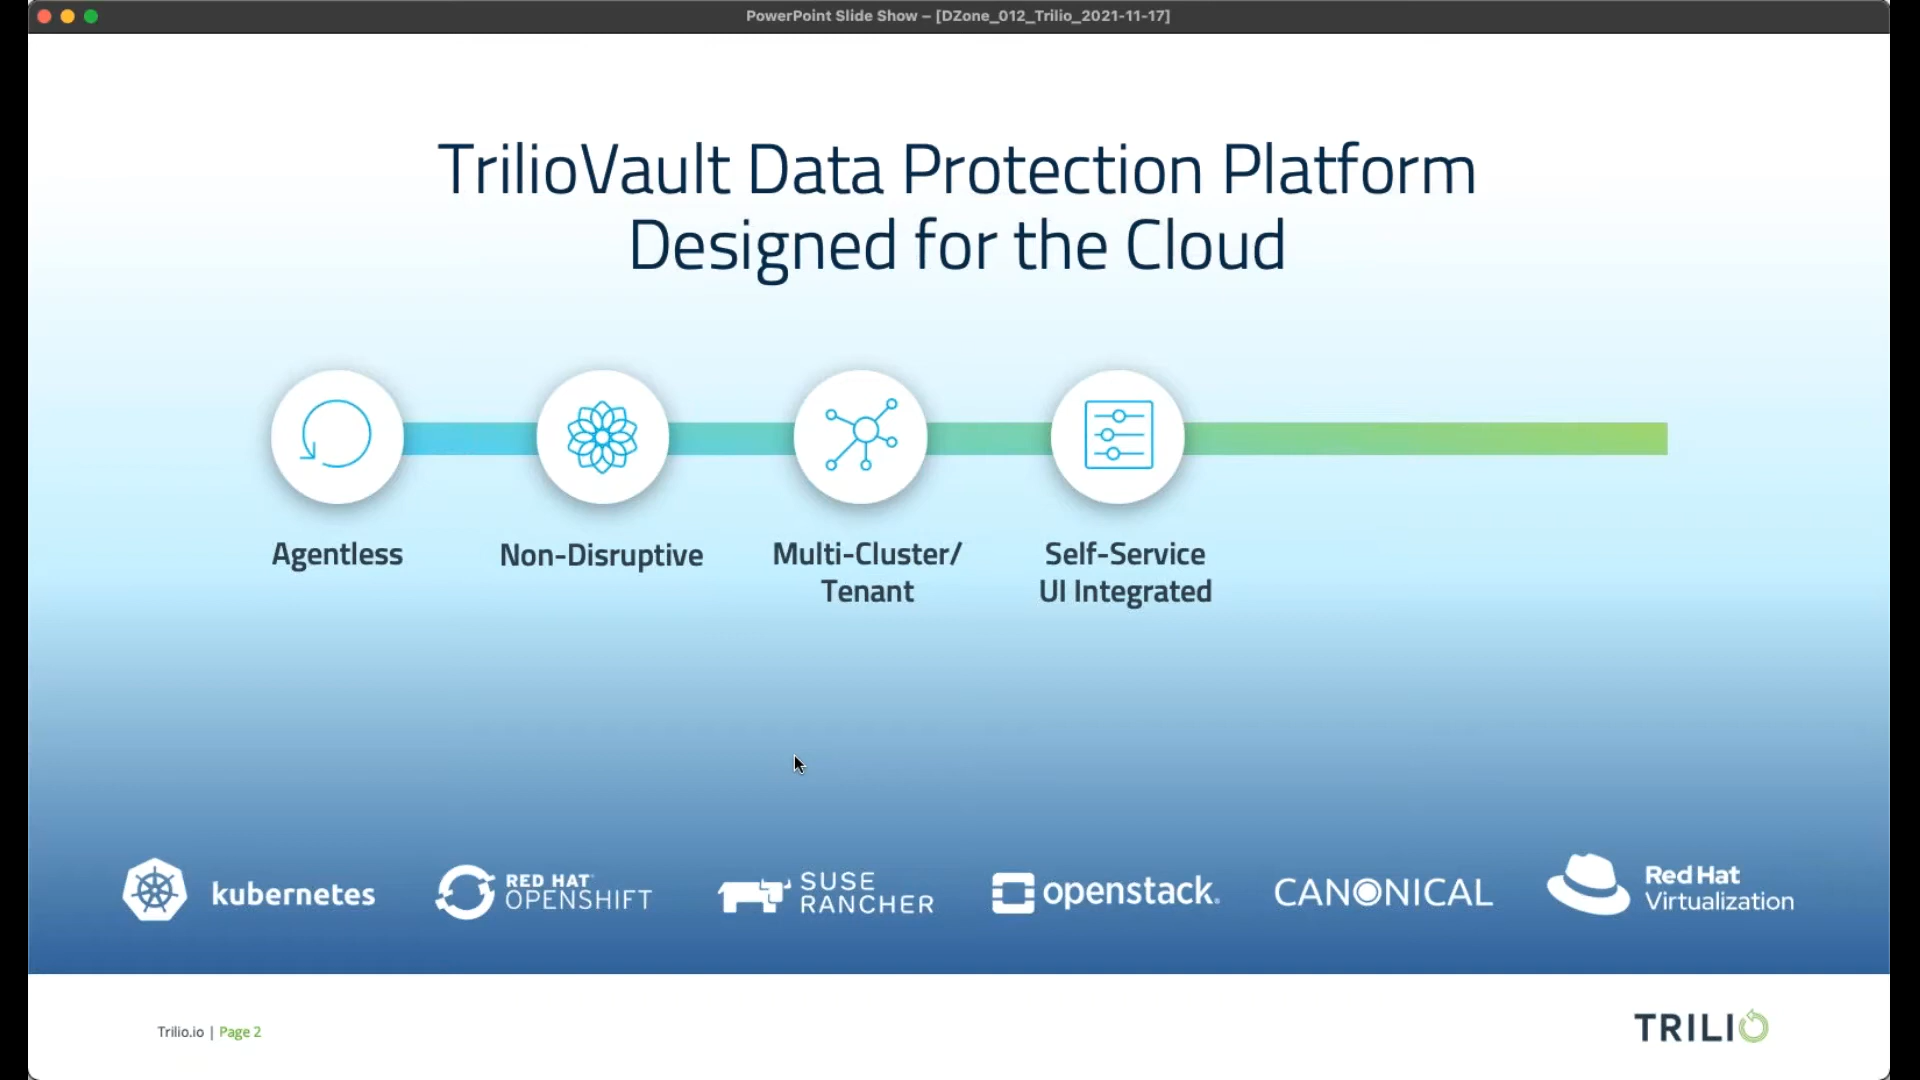 PowerPoint Slide Show – [DZone_012_Trilio_2021-11-17]
TrilioVault Data Protection Platform
Designed for the Cloud
Agentless
Non-Disruptive
Multi-Cluster/
Tenant
Self-Service
UI Integrated
kubernetes
RED HAT
OPENSHIFT
SUSE
RANCHER
openstack.
CANONICAL
Red Hat
Virtualization
Trilio.io | Page 2
TRILIO